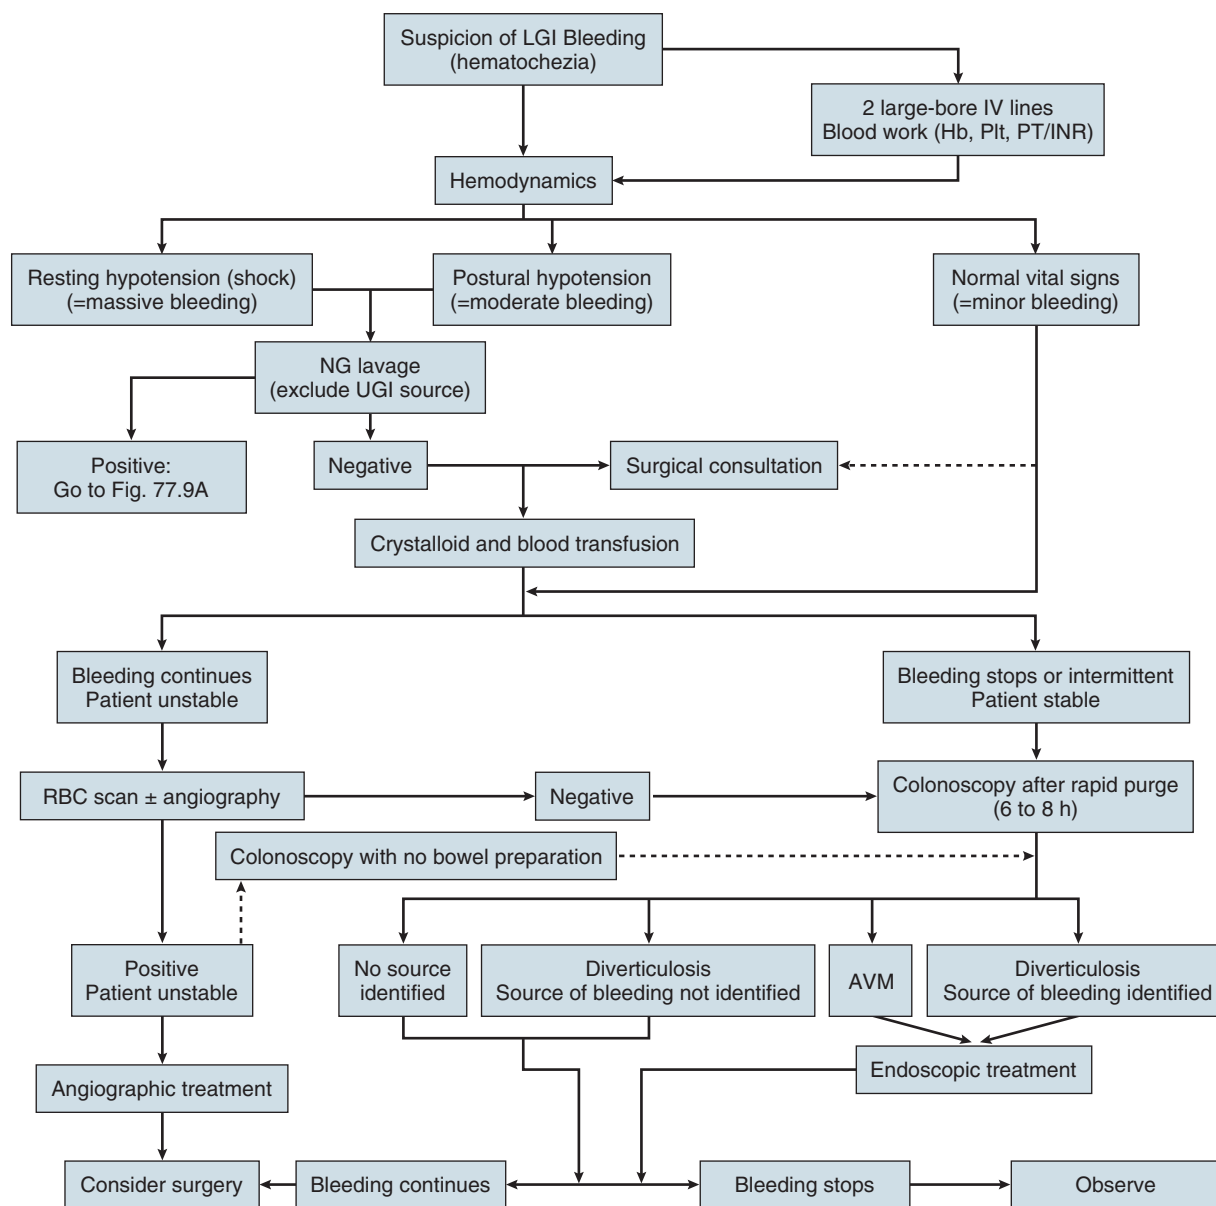 Suspicion of LGI Bleeding
(hematochezia)
2 large-bore IV lines
Blood work (Hb, Plt, PT/INR)
Hemodynamics
Resting hypotension (shock)
(=massive bleeding)
Postural hypotension
(=moderate bleeding)
Normal vital signs
(=minor bleeding)
NG lavage
(exclude UGI source)
Positive:
Go to Fig. 77.9A
Negative
Surgical consultation
Crystalloid and blood transfusion
Bleeding continues
Patient unstable
Bleeding stops or intermittent
Patient stable
RBC scan ± angiography
Negative
Colonoscopy after rapid purge
(6 to 8 h)
Colonoscopy with no bowel preparation
Positive
Patient unstable
No source
identified
Diverticulosis
Source of bleeding not identified
AVM
Diverticulosis
Source of bleeding identified
Angiographic treatment
Endoscopic treatment
Consider surgery
Bleeding continues
Bleeding stops
Observe